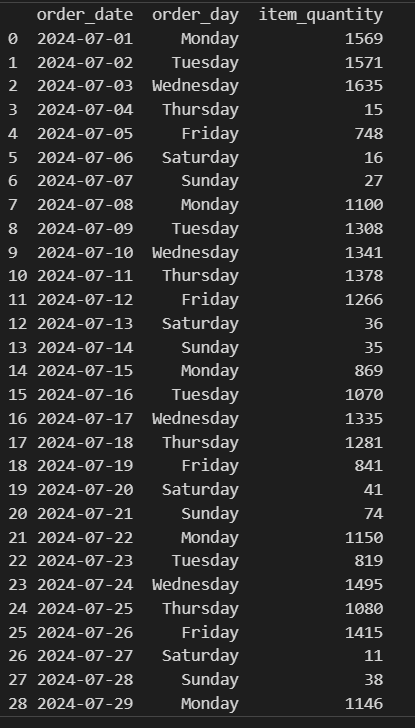 order_date order_day item_quantity
0 2024-07-01 Monday 1569
1 2024-07-02 Tuesday 1571
2 2024-07-03 Wednesday 1635
3 2024-07-04 Thursday 15
4 2024-07-05 Friday 748
5 2024-07-06 Saturday 16
6 2024-07-07 Sunday 27
7 2024-07-08 Monday 1100
8 2024-07-09 Tuesday 1308
9 2024-07-10 Wednesday 1341
10 2024-07-11 Thursday 1378
11 2024-07-12 Friday 1266
12 2024-07-13 Saturday 36
13 2024-07-14 Sunday 35
14 2024-07-15 Monday 869
15 2024-07-16 Tuesday 1070
16 2024-07-17 Wednesday 1335
17 2024-07-18 Thursday 1281
18 2024-07-19 Friday 841
19 2024-07-20 Saturday 41
20 2024-07-21 Sunday 74
21 2024-07-22 Monday 1150
22 2024-07-23 Tuesday 819
23 2024-07-24 Wednesday 1495
24 2024-07-25 Thursday 1080
25 2024-07-26 Friday 1415
26 2024-07-27 Saturday 11
27 2024-07-28 Sunday 38
28 2024-07-29 Monday 1146